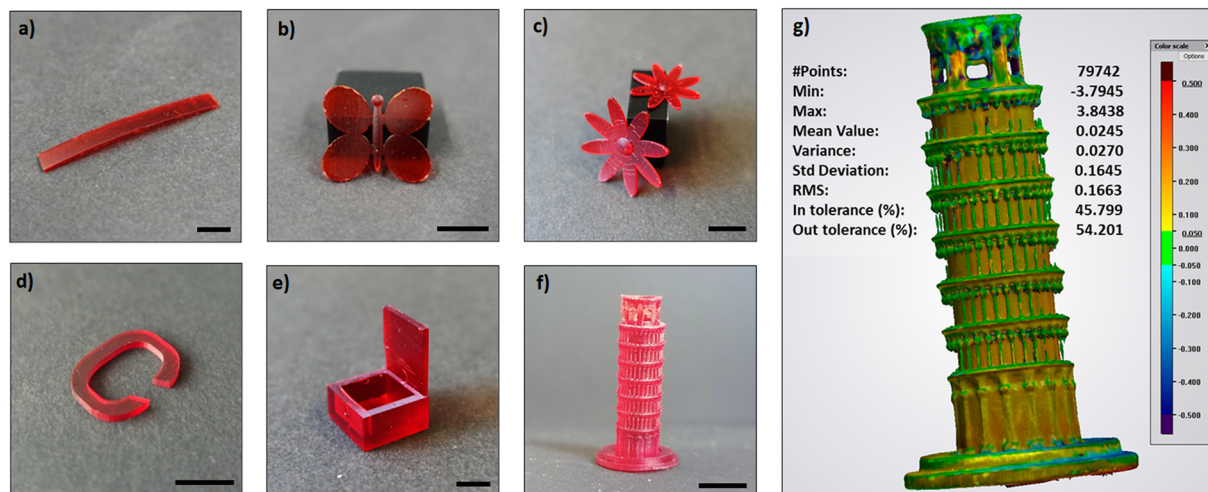 a)
b)
c)
d)
e)
f)
g)
#Points: 79742
Min: -3.7945
Max: 3.8438
Mean Value: 0.0245
Variance: 0.0270
Std Deviation: 0.1645
RMS: 0.1663
In tolerance (%): 45.799
Out tolerance (%): 54.201
Color scale X
Options
0.500
0.400
0.300
0.200
0.100
0.050
0.000
-0.050
-0.100
-0.200
-0.300
-0.400
-0.500